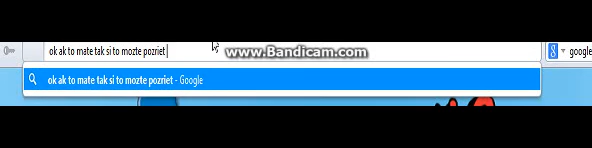 ok ak to mate tak si to mozte pozriet
www.Bandicam.com
google
ok ak to mate tak si to mozte pozriet - Google